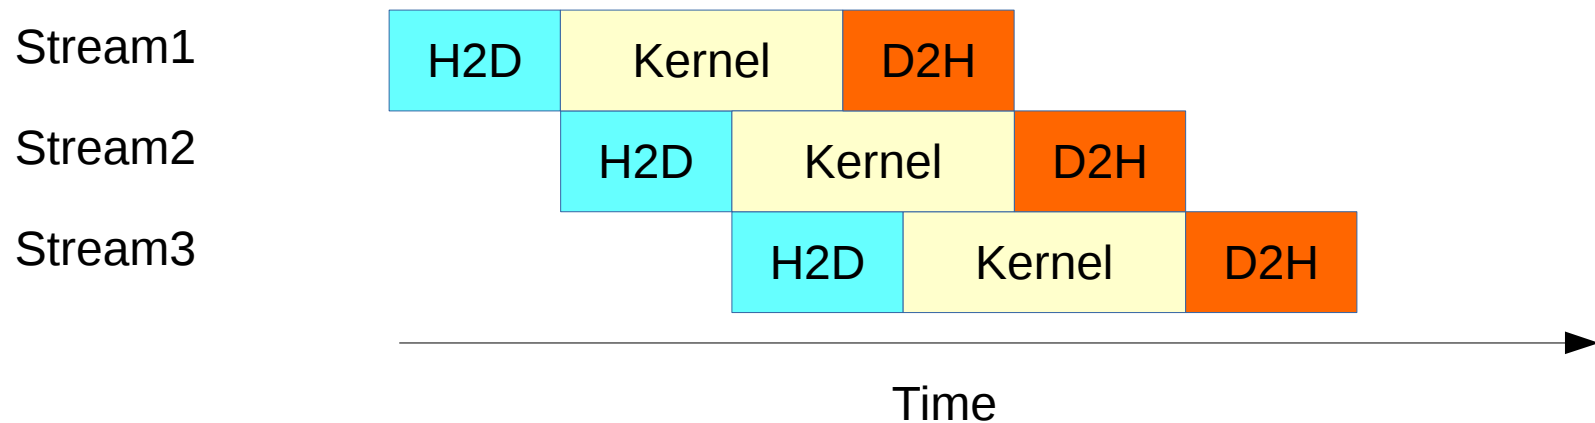 Stream1 H2D Kernel D2H
Stream2 H2D Kernel D2H
Stream3 H2D Kernel D2H
Time